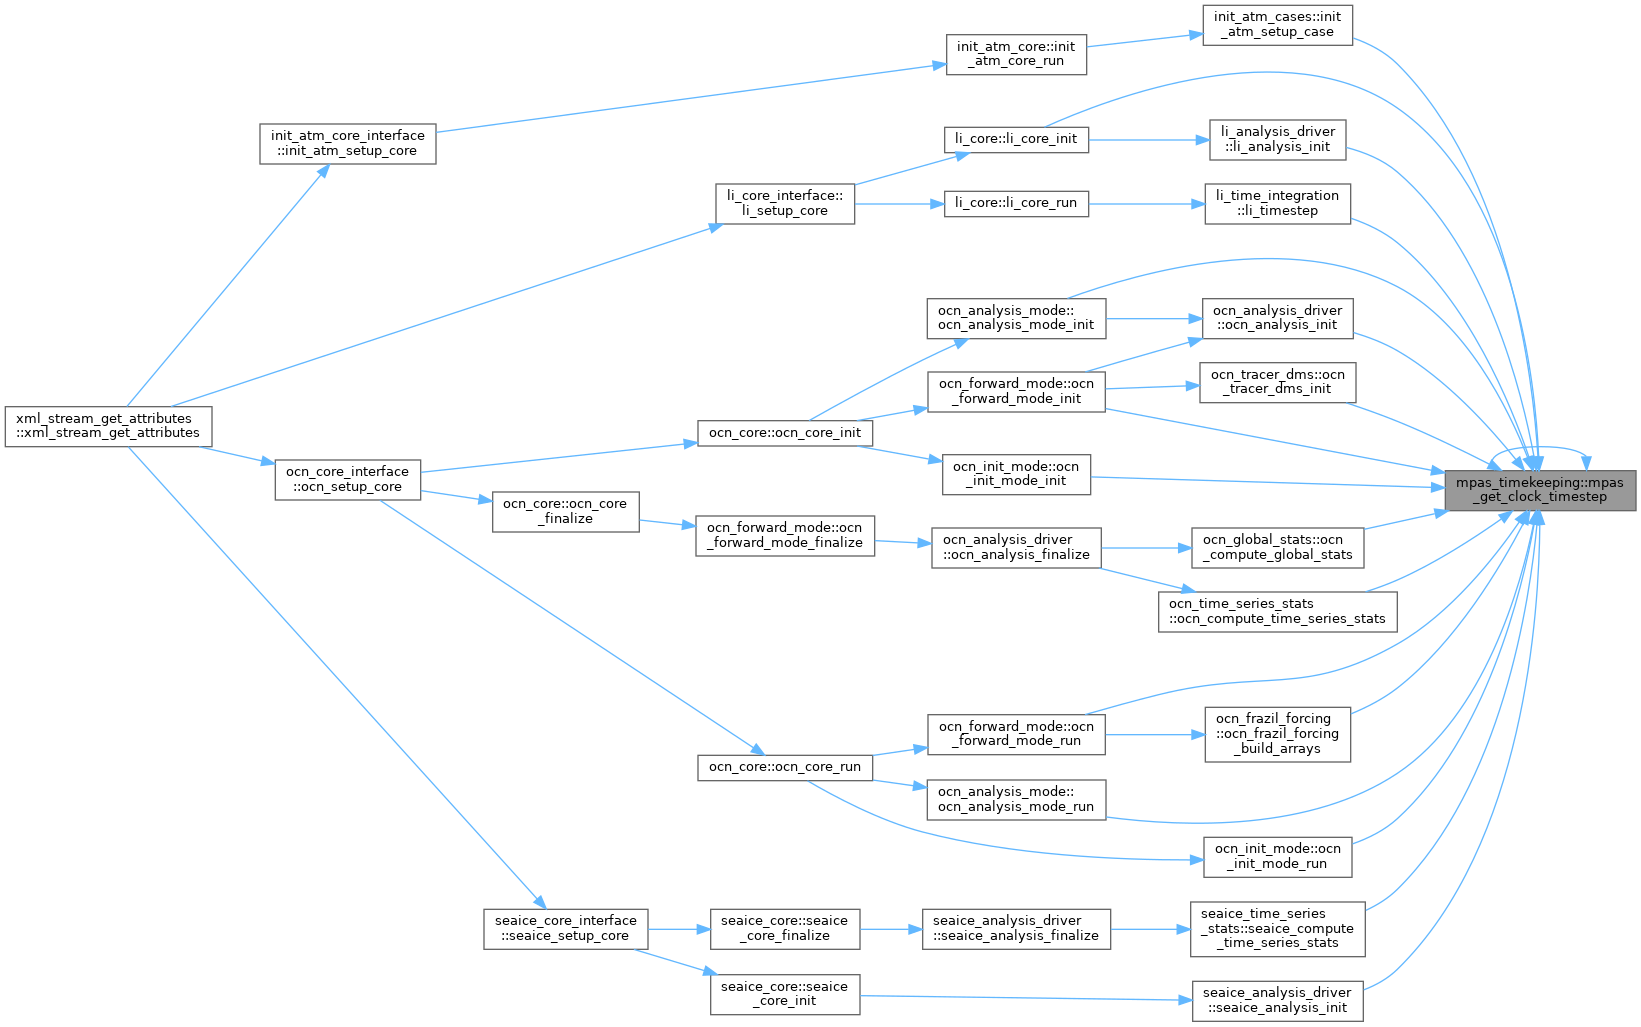 init_atm_cases::init
_atm_setup_case
init_atm_core::init
_atm_core_run
init_atm_core_interface
::init_atm_setup_core
li_core::li_core_init
li_analysis_driver
::li_analysis_init
li_core_interface::
li_setup_core
li_core::li_core_run
li_time_integration
::li_timestep
ocn_analysis_mode::
ocn_analysis_mode_init
ocn_analysis_driver
::ocn_analysis_init
ocn_forward_mode::ocn
_forward_mode_init
ocn_tracer_dms::ocn
_tracer_dms_init
xml_stream_get_attributes
::xml_stream_get_attributes
ocn_core::ocn_core_init
ocn_core_interface
::ocn_setup_core
ocn_init_mode::ocn
_init_mode_init
mpas_timekeeping::mpas
_get_clock_timestep
ocn_core::ocn_core
_finalize
ocn_forward_mode::ocn
_forward_mode_finalize
ocn_analysis_driver
::ocn_analysis_finalize
ocn_global_stats::ocn
_compute_global_stats
ocn_time_series_stats
::ocn_compute_time_series_stats
ocn_forward_mode::ocn
_forward_mode_run
ocn_frazil_forcing
::ocn_frazil_forcing
_build_arrays
ocn_core::ocn_core_run
ocn_analysis_mode::
ocn_analysis_mode_run
ocn_init_mode::ocn
_init_mode_run
seaice_core_interface
::seaice_setup_core
seaice_core::seaice
_core_finalize
seaice_analysis_driver
::seaice_analysis_finalize
seaice_time_series
_stats::seaice_compute
_time_series_stats
seaice_core::seaice
_core_init
seaice_analysis_driver
::seaice_analysis_init